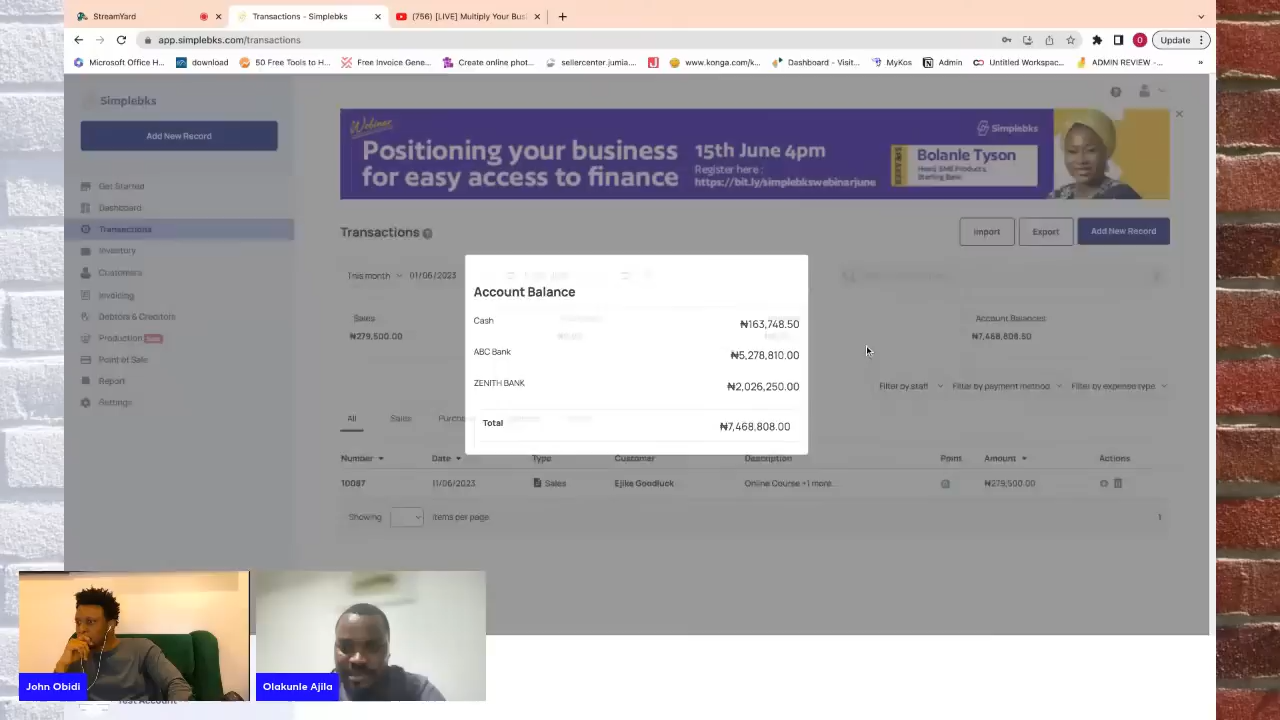 StreamYard
Transactions - Simplebks
(756) [LIVE] Multiply Your Busi
app.simplebks.com/transactions
Update
Microsoft Office H...
download
50 Free Tools to H...
Free Invoice Gene...
Create online phot...
sellercenter.jumia....
www.konga.com/k...
Dashboard - Visit...
MyKos
Admin
Untitled Workspac...
ADMIN REVIEW -...
Simplebks
Add New Record
Get Started
Dashboard
Transactions
Inventory
Customers
Invoicing
Debtors & Creditors
Production
Point of Sale
Report
Settings
Webinar
Positioning your business
for easy access to finance
15th June 4pm
Register here :
https://bit.ly/simplebkswebinarjune
Simplebks
SPEAKER
Bolanle Tyson
Head, SME Products,
Sterling Bank
Transactions
Import
Export
Add New Record
This month
01/06/2023
Sales
₦279,500.00
Account Balances
₦7,468,808.50
Account Balance
Cash
₦163,748.50
ABC Bank
₦5,278,810.00
ZENITH BANK
₦2,026,250.00
Total
₦7,468,808.00
Filter by staff
Filter by payment method
Filter by expense type
All
Sales
Purcha
Number
Date
Type
Customer
Description
Point
Amount
Actions
10087
11/06/2023
Sales
Ejike Goodluck
Online Course +1 more...
₦279,500.00
Showing
items per page
1
John Obidi
Olakunle Ajila
Test Account